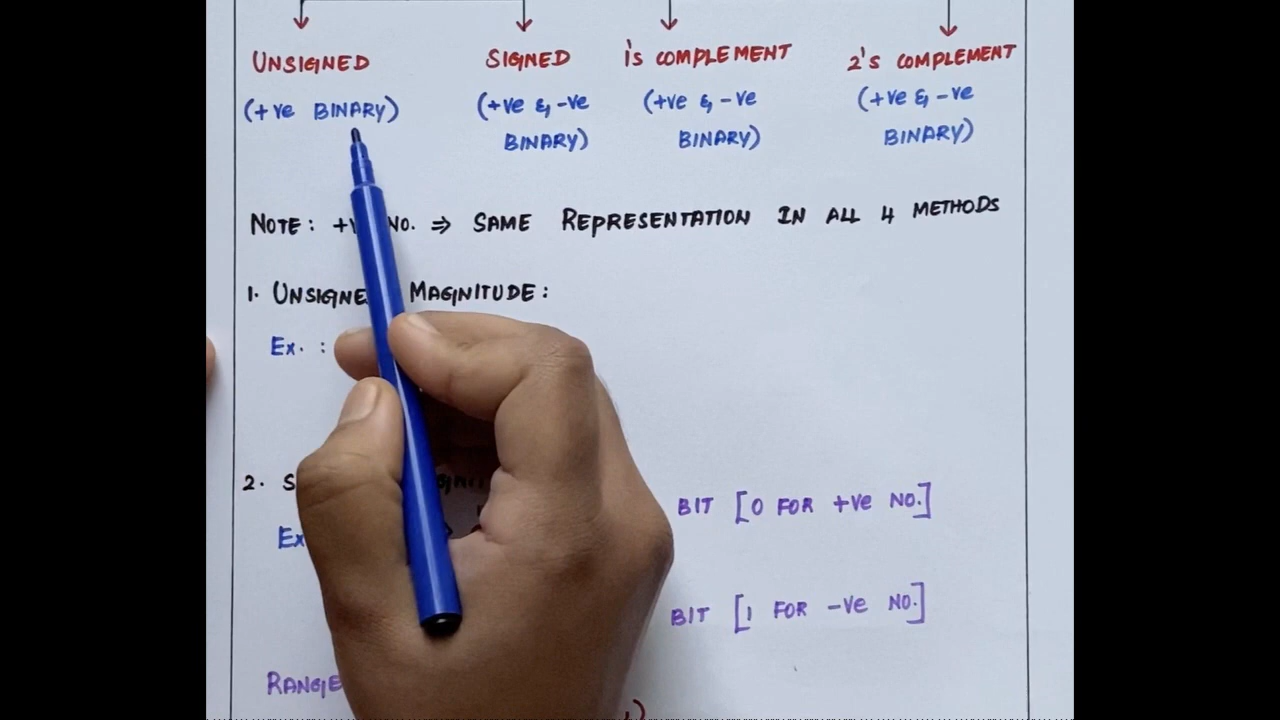 UNSIGNED SIGNED 1's COMPLEMENT 2's COMPLEMENT
(+ve BINARY) (+ve & -ve (+ve & -ve (+ve & -ve
BINARY) BINARY) BINARY)
NOTE: NO. ⇒ SAME REPRESENTATION IN ALL 4 METHODS
1. MAGNITUDE:
Ex. :
2.
BIT [0 FOR +ve NO.]
Ex
BIT [1 FOR -ve NO.]
RANGE